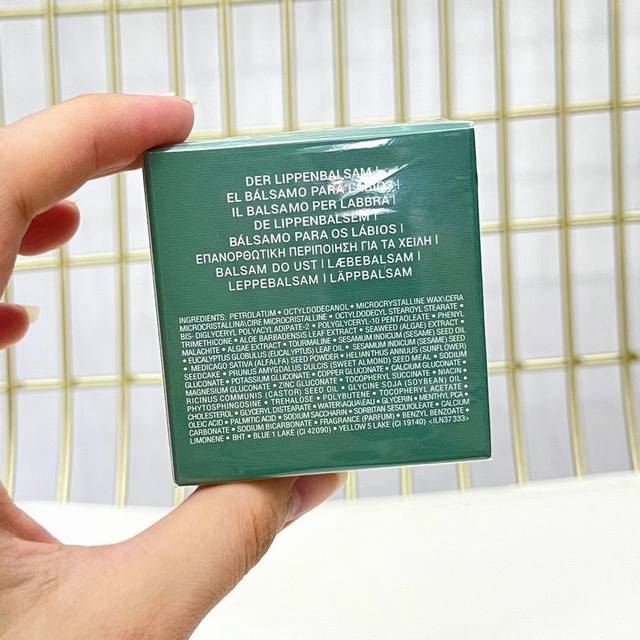 DER LIPPENBALSAM |
EL BÁLSAMO PARA LABIOS |
IL BALSAMO PER LABBRA |
DE LIPPENBALSEM |
BÁLSAMO PARA OS LÁBIOS |
ΕΠΑΝΟΡΘΩΤΙΚΗ ΠΕΡΙΠΟΙΗΣΗ ΓΙΑ ΤΑ ΧΕΙΛΗ |
BALSAM DO UST | LÆBEBALSAM |
LEPPEBALSAM | LÄPPBALSAM
INGREDIENTS: PETROLATUM • OCTYLDODECANOL • MICROCRYSTALLINE WAX\CERA
MICROCRISTALLINA\CIRE MICROCRISTALLINE • OCTYLDODECYL STEAROYL STEARATE •
BIS- DIGLYCERYL POLYACYLADIPATE-2 • POLYGLYCERYL-10 PENTAOLEATE • PHENYL
TRIMETHICONE • ALOE BARBADENSIS LEAF EXTRACT • SEAWEED (ALGAE) EXTRACT •
MALACHITE • ALGAE EXTRACT • TOURMALINE • SESAMUM INDICUM (SESAME) SEED OIL
• EUCALYPTUS GLOBULUS (EUCALYPTUS) LEAF OIL • SESAMUM INDICUM (SESAME) SEED
• MEDICAGO SATIVA (ALFALFA) SEED POWDER • HELIANTHUS ANNUUS (SUNFLOWER)
SEEDCAKE • PRUNUS AMYGDALUS DULCIS (SWEET ALMOND) SEED MEAL • SODIUM
GLUCONATE • POTASSIUM GLUCONATE • COPPER GLUCONATE • CALCIUM GLUCONATE •
MAGNESIUM GLUCONATE • ZINC GLUCONATE • TOCOPHERYL SUCCINATE • NIACIN •
RICINUS COMMUNIS (CASTOR) SEED OIL • GLYCINE SOJA (SOYBEAN) OIL •
PHYTOSPHINGOSINE • TREHALOSE • POLYBUTENE • TOCOPHERYL ACETATE •
CHOLESTEROL • GLYCERYL DISTEARATE • WATER\AQUA\EAU • GLYCERIN • MENTHYL PCA •
OLEIC ACID • PALMITIC ACID • SODIUM SACCHARIN • SORBITAN SESQUIOLEATE • CALCIUM
CARBONATE • SODIUM BICARBONATE • FRAGRANCE (PARFUM) • BENZYL BENZOATE •
LIMONENE • BHT • BLUE 1 LAKE (CI 42090) • YELLOW 5 LAKE (CI 19140) <ILN37333>